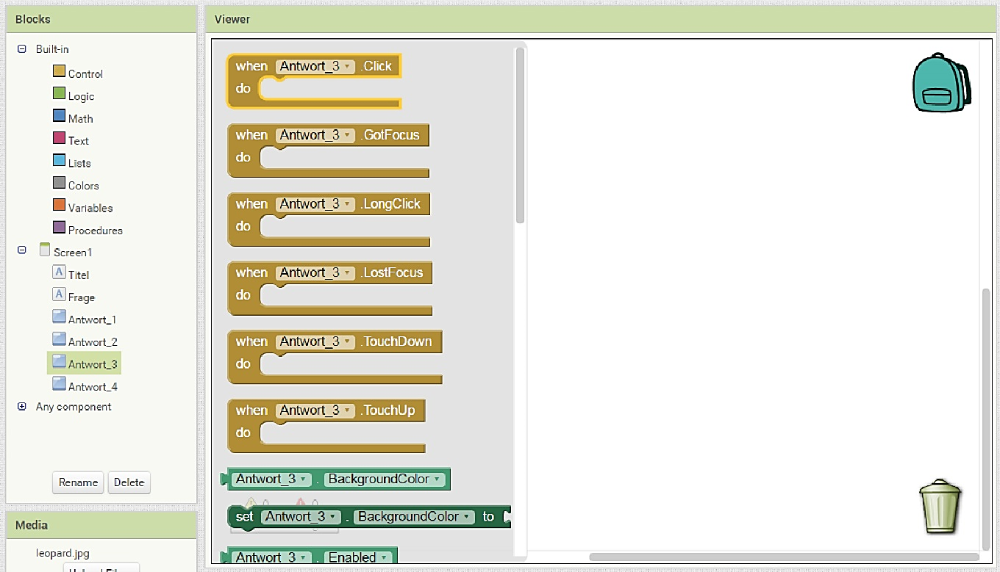 Blocks
Built-in
Control
Logic
Math
Text
Lists
Colors
Variables
Procedures
Screen1
A Titel
A Frage
Antwort_1
Antwort_2
Antwort_3
Antwort_4
Any component
Rename Delete
Media
leopard.jpg
Viewer
when Antwort_3 .Click
do
when Antwort_3 .GotFocus
do
when Antwort_3 .LongClick
do
when Antwort_3 .LostFocus
do
when Antwort_3 .TouchDown
do
when Antwort_3 .TouchUp
do
Antwort_3 . BackgroundColor
set Antwort_3 . BackgroundColor to
Antwort_3 . Enabled